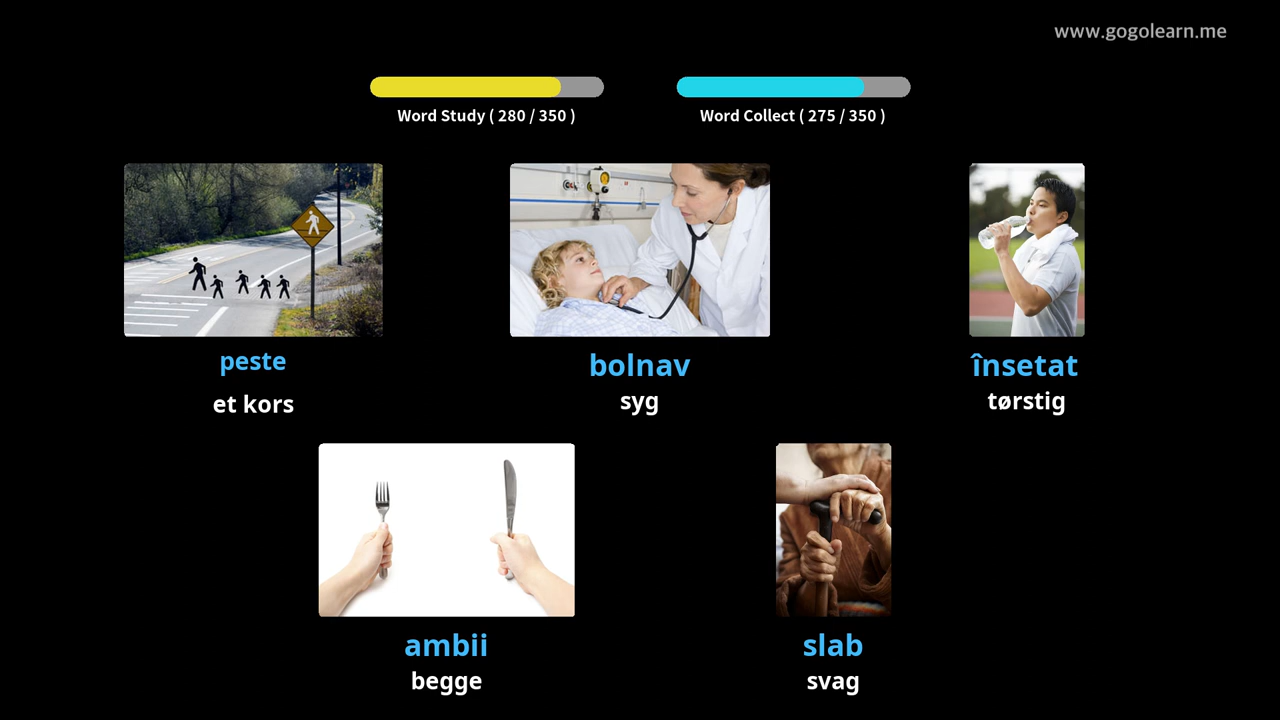 www.gogolearn.me
Word Study ( 280 / 350 )
Word Collect ( 275 / 350 )
peste
et kors
bolnav
syg
însetat
tørstig
ambii
begge
slab
svag